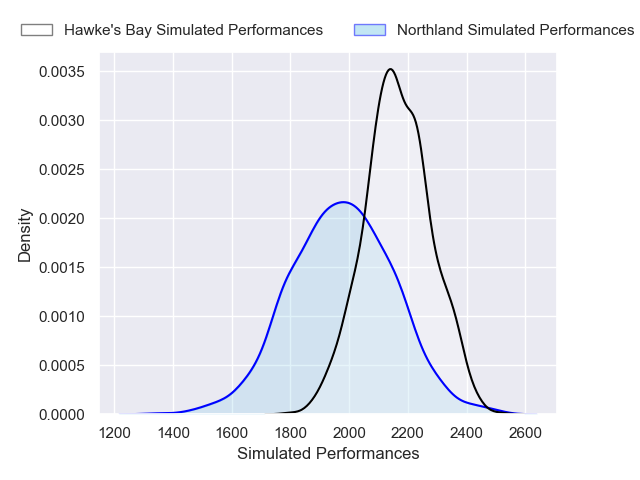 Hawke's Bay Simulated Performances Northland Simulated Performances
0.0035
0.0030
0.0025
0.0020
0.0015
0.0010
0.0005
0.0000
Density
1200 1400 1600 1800 2000 2200 2400 2600
Simulated Performances